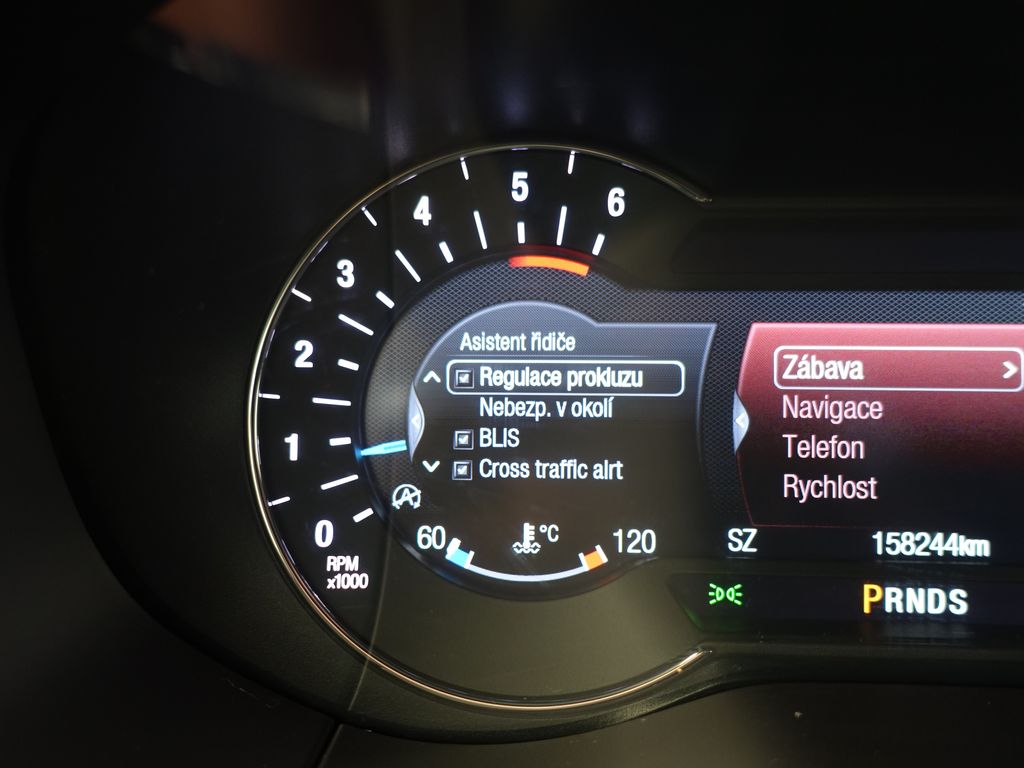 6
5
4
3
2
1
0
RPM
x1000
Asistent řidiče
Regulace prokluzu
Nebezp. v okolí
BLIS
Cross traffic alrt
60
°C
120
Zábava >
Navigace
Telefon
Rychlost
SZ
158244km
PRNDS